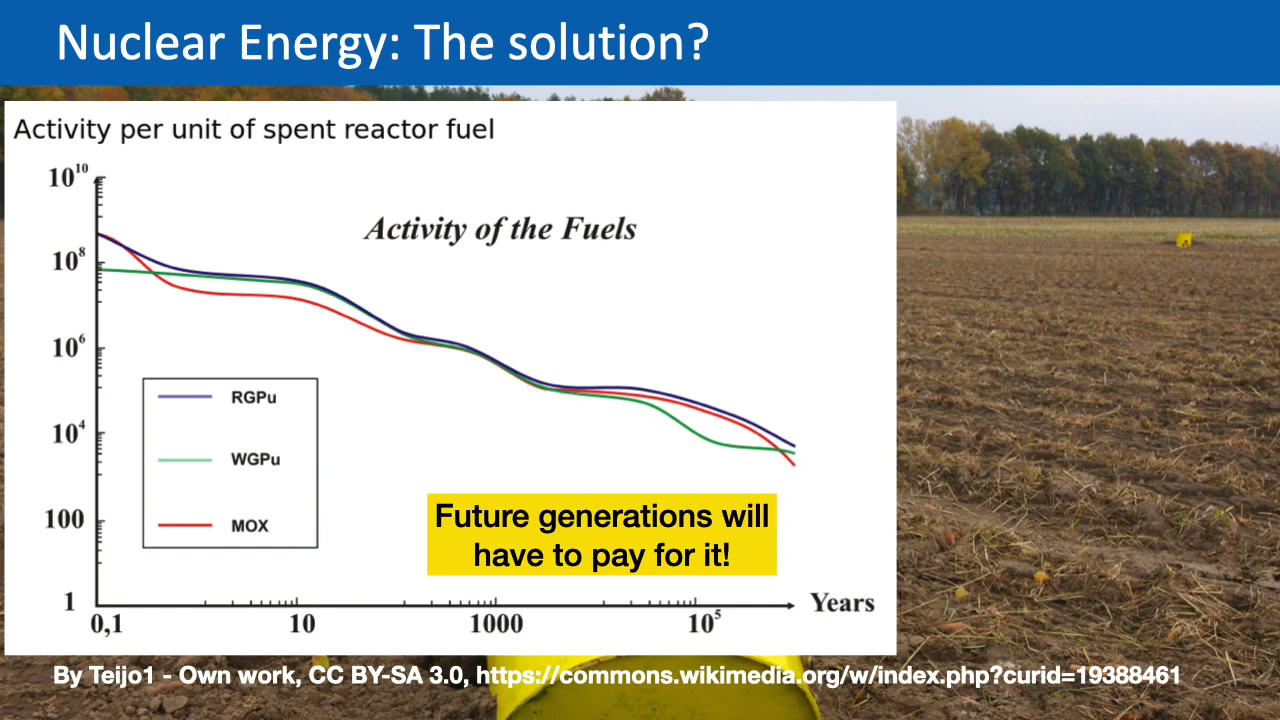 Nuclear Energy: The solution?
Activity per unit of spent reactor fuel
Activity of the Fuels
10¹⁰
10⁸
10⁶
10⁴
100
1
RGPu
WGPu
MOX
Future generations will
have to pay for it!
0,1
10
1000
10⁵
Years
By Teijo1 - Own work, CC BY-SA 3.0, https://commons.wikimedia.org/w/index.php?curid=19388461